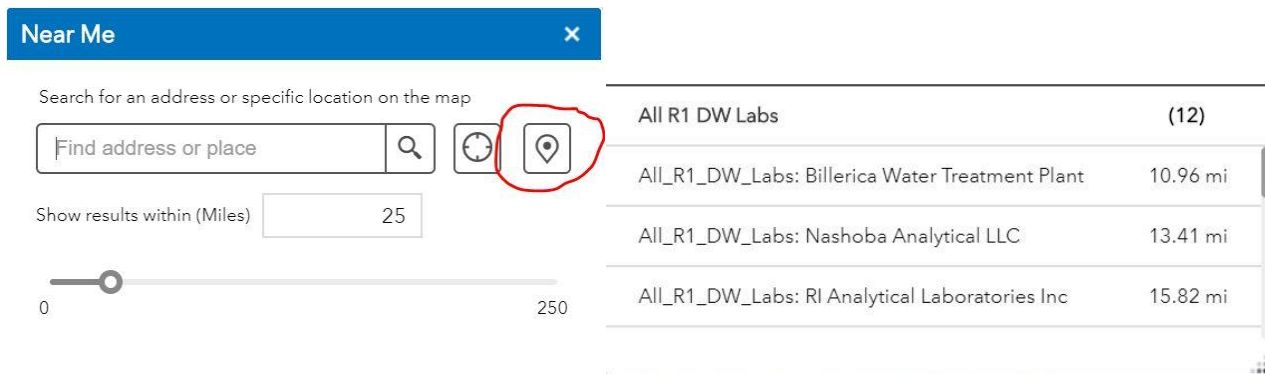 Near Me
Search for an address or specific location on the map
Find address or place
Show results within (Miles) 25
0 250
All R1 DW Labs (12)
All_R1_DW_Labs: Billerica Water Treatment Plant 10.96 mi
All_R1_DW_Labs: Nashoba Analytical LLC 13.41 mi
All_R1_DW_Labs: RI Analytical Laboratories Inc 15.82 mi